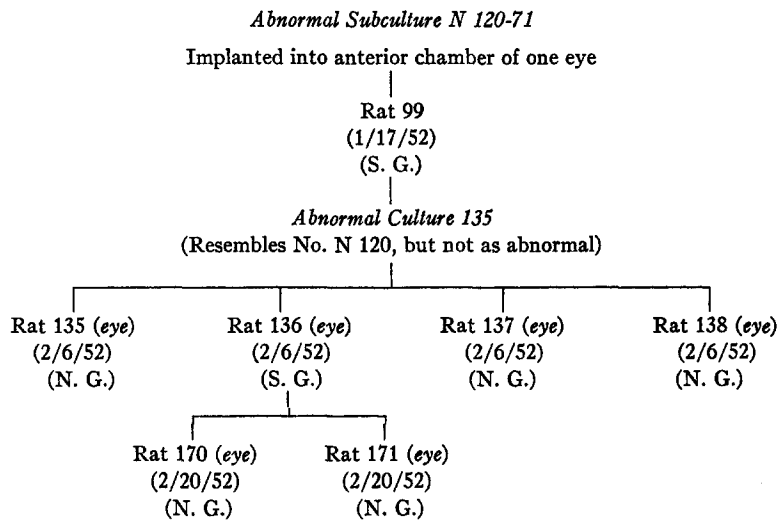 Abnormal Subculture N 120-71
Implanted into anterior chamber of one eye
Rat 99
(1/17/52)
(S. G.)
Abnormal Culture 135
(Resembles No. N 120, but not as abnormal)
Rat 135 (eye) Rat 136 (eye) Rat 137 (eye) Rat 138 (eye)
(2/6/52) (2/6/52) (2/6/52) (2/6/52)
(N. G.) (S. G.) (N. G.) (N. G.)
Rat 170 (eye) Rat 171 (eye)
(2/20/52) (2/20/52)
(N. G.) (N. G.)